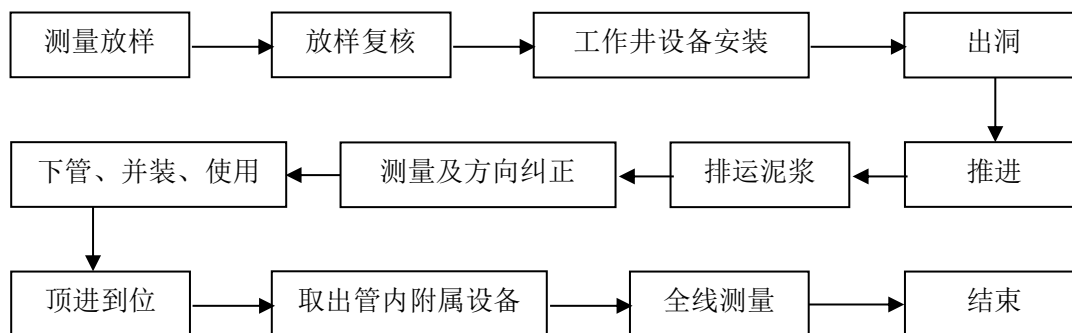 测量放样
放样复核
工作井设备安装
出洞
推进
排运泥浆
测量及方向纠正
下管、并装、使用
顶进到位
取出管内附属设备
全线测量
结束